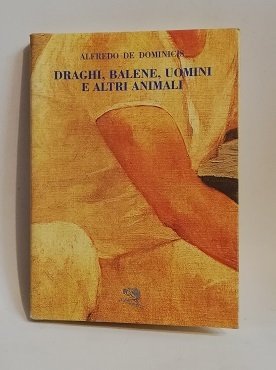 ALFREDO DE DOMINICIS
DRAGHI, BALENE, UOMINI
E ALTRI ANIMALI